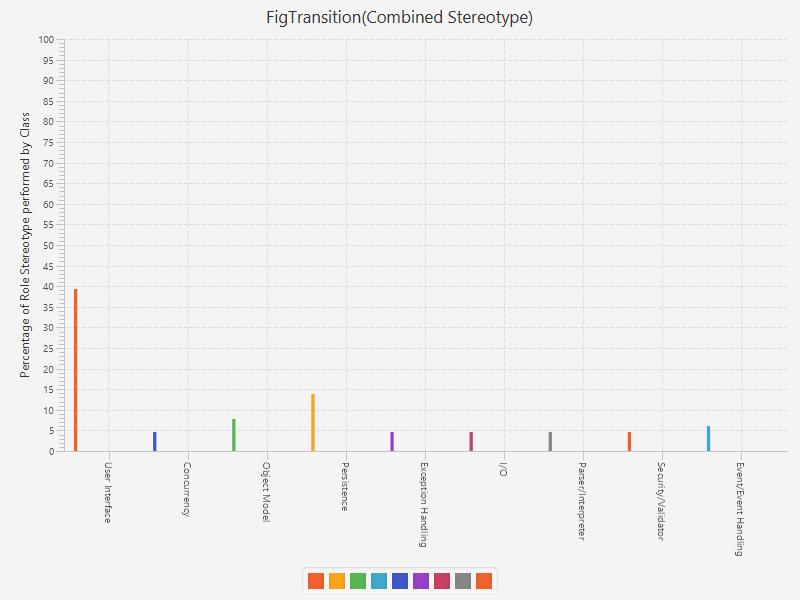 FigTransition(Combined Stereotype)
Percentage of Role Stereotype performed by Class
100
95
90
85
80
75
70
65
60
55
50
45
40
35
30
25
20
15
10
5
0
User Interface
Concurrency
Object Model
Persistence
Exception Handling
I/O
Parser/Interpreter
Security/Validator
Event/Event Handling